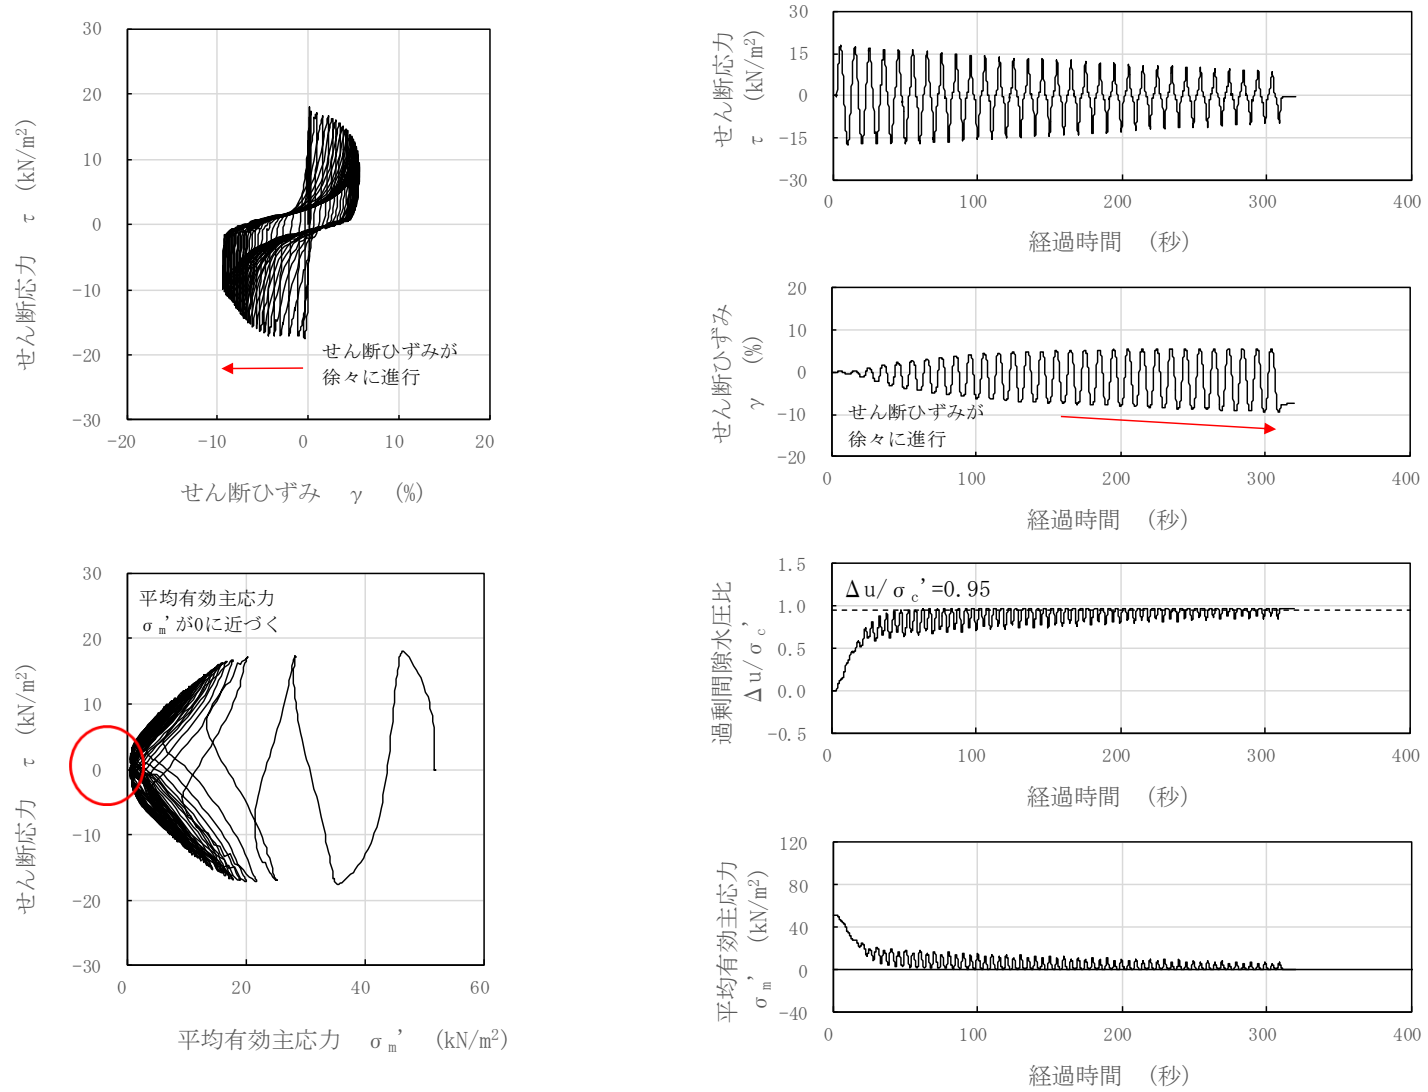 30
20
10
0
-10
-20
-30
-20
-10
0
10
20
せん断応力 τ (kN/m²)
せん断ひずみが
徐々に進行
せん断ひずみ γ (%)
30
20
10
0
-10
-20
-30
0
20
40
60
せん断応力 τ (kN/m²)
平均有効主応力
σm'が0に近づく
平均有効主応力 σm' (kN/m²)
30
15
0
-15
-30
0
100
200
300
400
せん断応力
τ (kN/m²)
経過時間 (秒)
20
10
0
-10
-20
0
100
200
300
400
せん断ひずみ
γ (%)
せん断ひずみが
徐々に進行
経過時間 (秒)
1.5
1.0
0.5
0.0
-0.5
0
100
200
300
400
過剰間隙水圧比
Δu/σc'
Δu/σc'=0.95
経過時間 (秒)
120
80
40
0
-40
0
100
200
300
400
平均有効主応力
σm' (kN/m²)
経過時間 (秒)